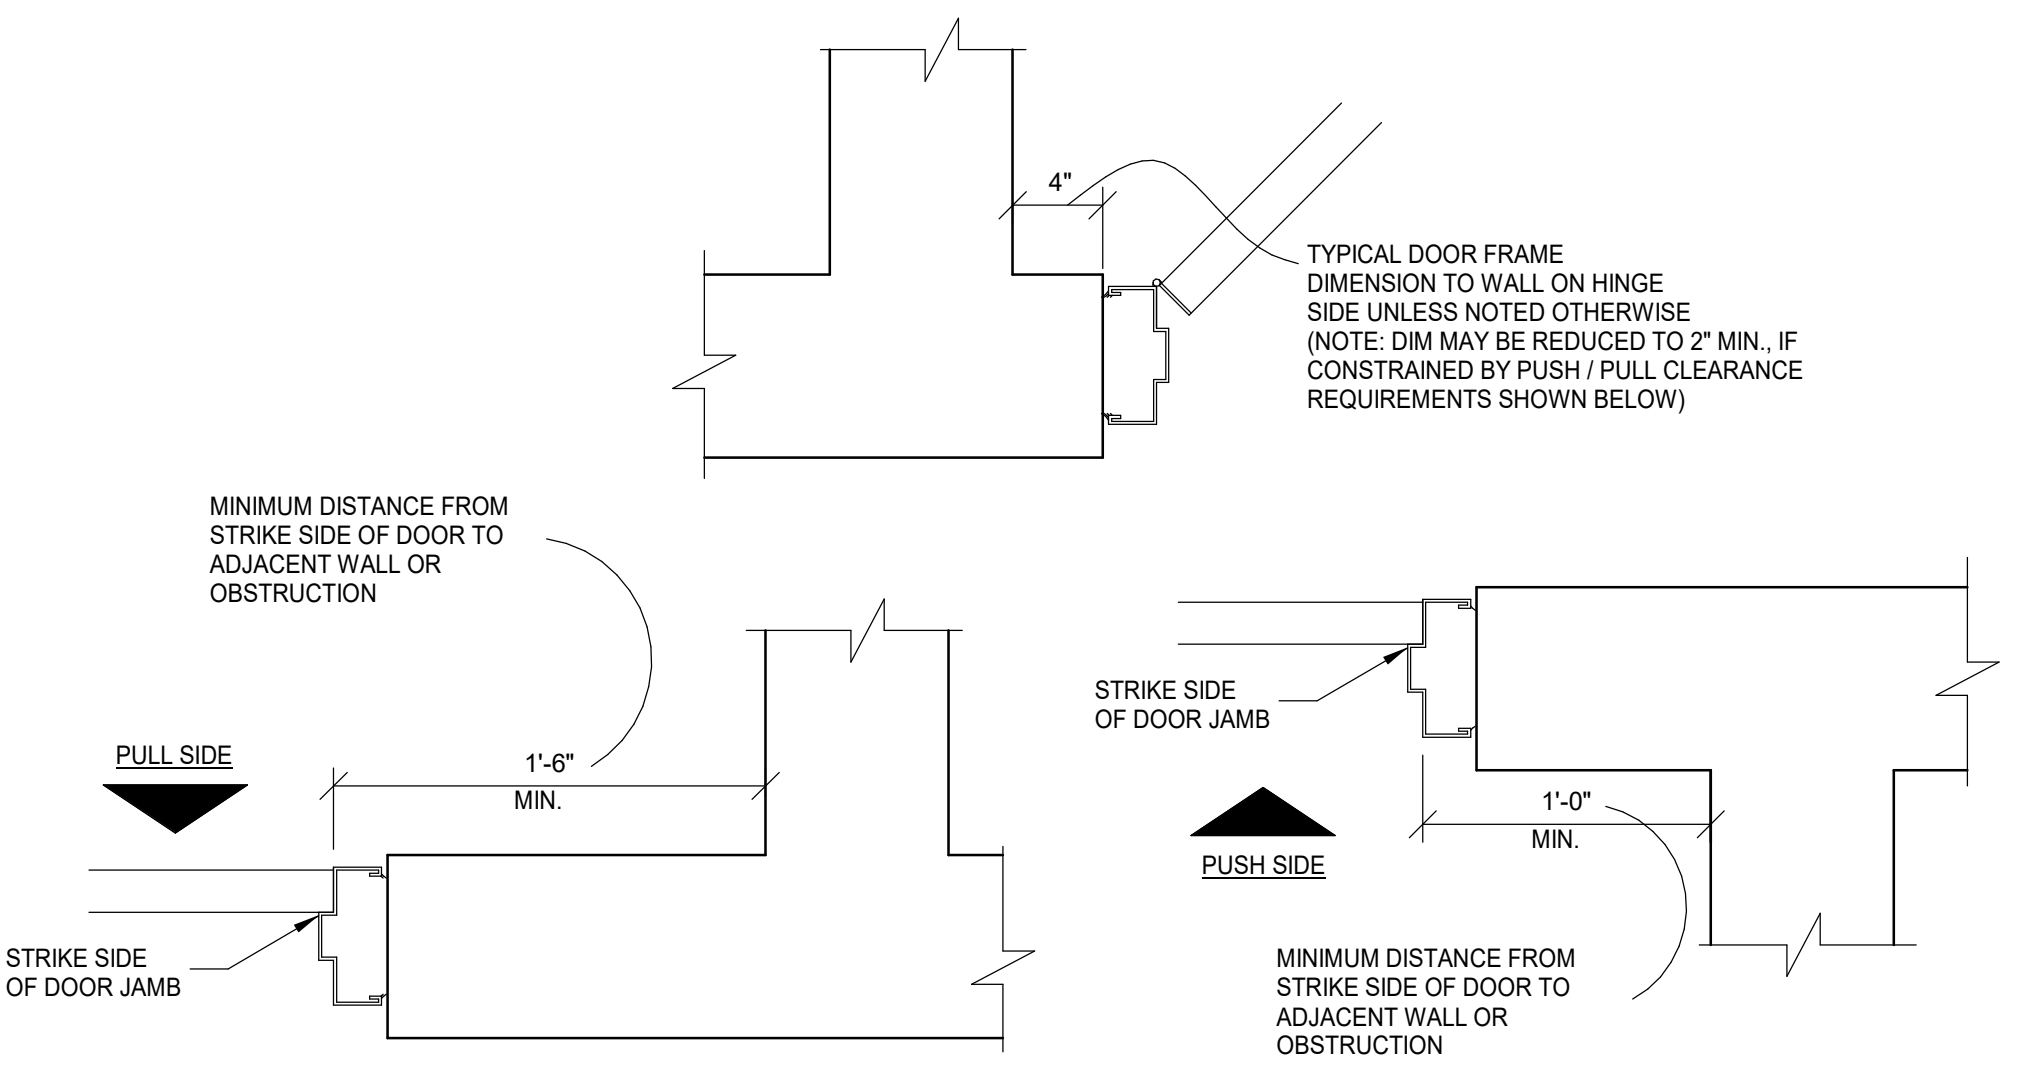 4"
TYPICAL DOOR FRAME
DIMENSION TO WALL ON HINGE
SIDE UNLESS NOTED OTHERWISE
(NOTE: DIM MAY BE REDUCED TO 2" MIN., IF
CONSTRAINED BY PUSH / PULL CLEARANCE
REQUIREMENTS SHOWN BELOW)
MINIMUM DISTANCE FROM
STRIKE SIDE OF DOOR TO
ADJACENT WALL OR
OBSTRUCTION
PULL SIDE
1'-6"
MIN.
STRIKE SIDE
OF DOOR JAMB
STRIKE SIDE
OF DOOR JAMB
1'-0"
MIN.
PUSH SIDE
MINIMUM DISTANCE FROM
STRIKE SIDE OF DOOR TO
ADJACENT WALL OR
OBSTRUCTION